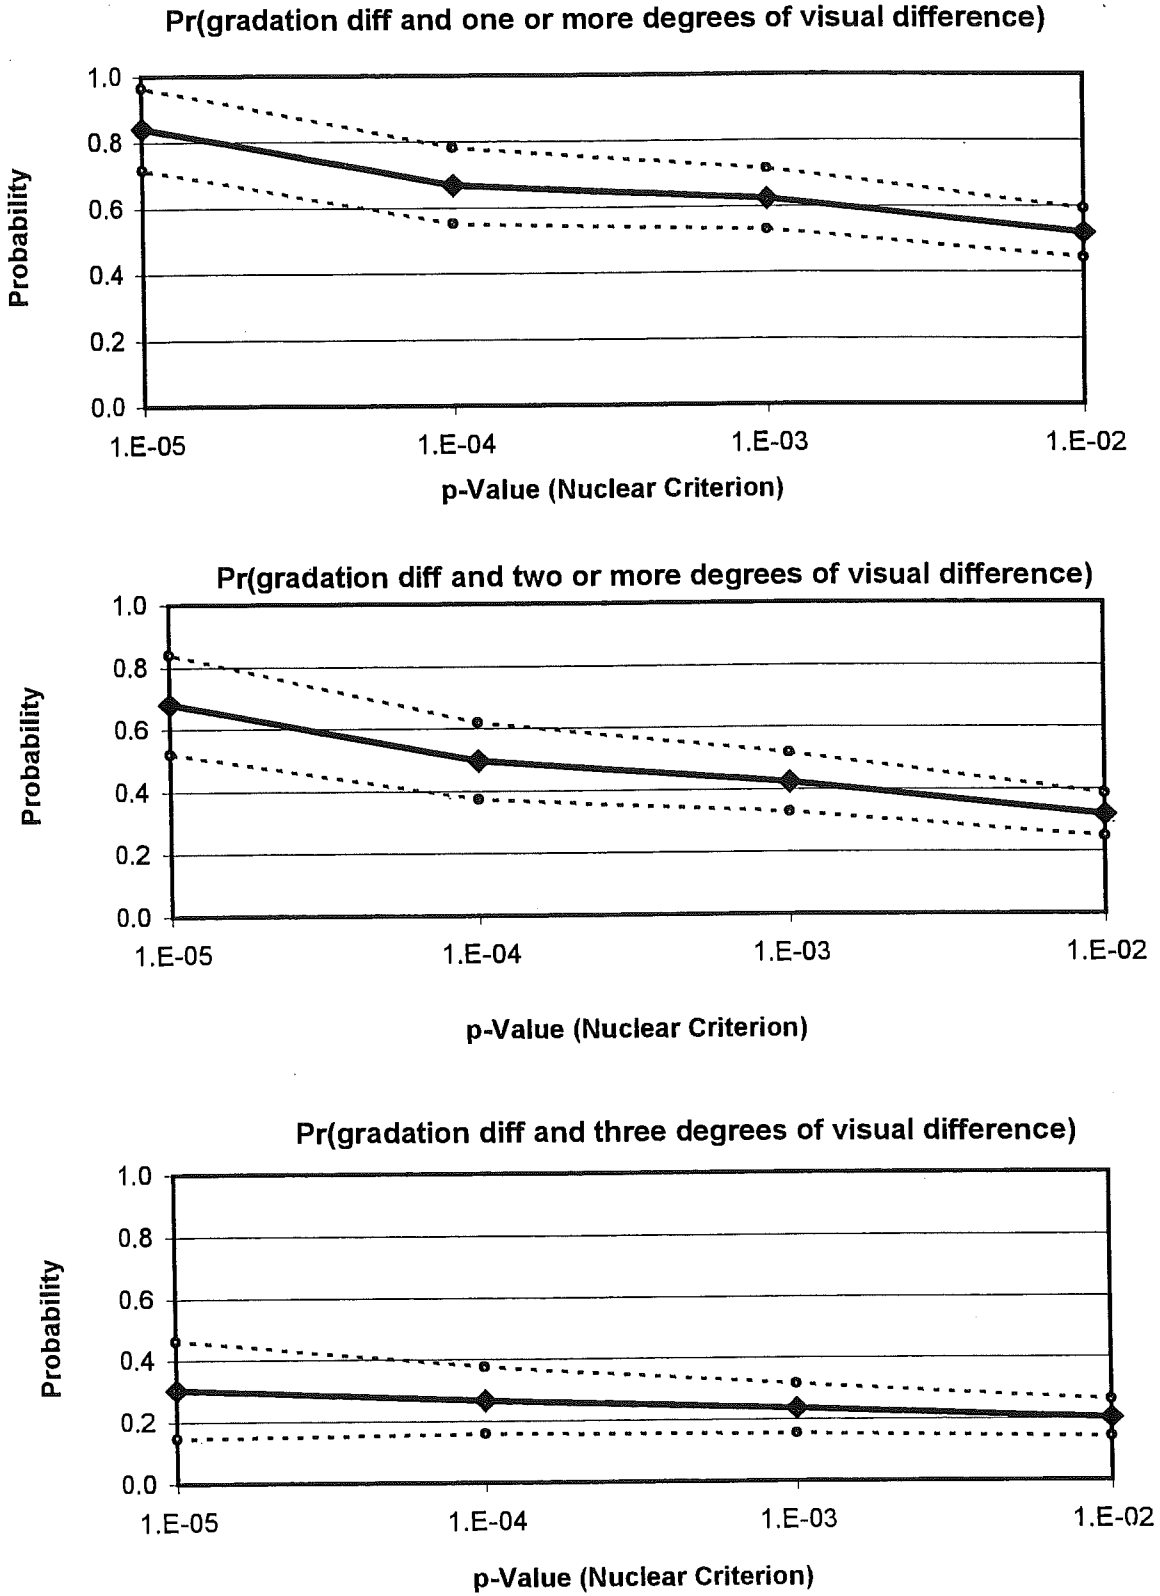 Pr(gradation diff and one or more degrees of visual difference)
1.0
0.8
0.6
0.4
0.2
0.0
Probability
1.E-05 1.E-04 1.E-03 1.E-02
p-Value (Nuclear Criterion)
Pr(gradation diff and two or more degrees of visual difference)
1.0
0.8
0.6
0.4
0.2
0.0
Probability
1.E-05 1.E-04 1.E-03 1.E-02
p-Value (Nuclear Criterion)
Pr(gradation diff and three degrees of visual difference)
1.0
0.8
0.6
0.4
0.2
0.0
Probability
1.E-05 1.E-04 1.E-03 1.E-02
p-Value (Nuclear Criterion)